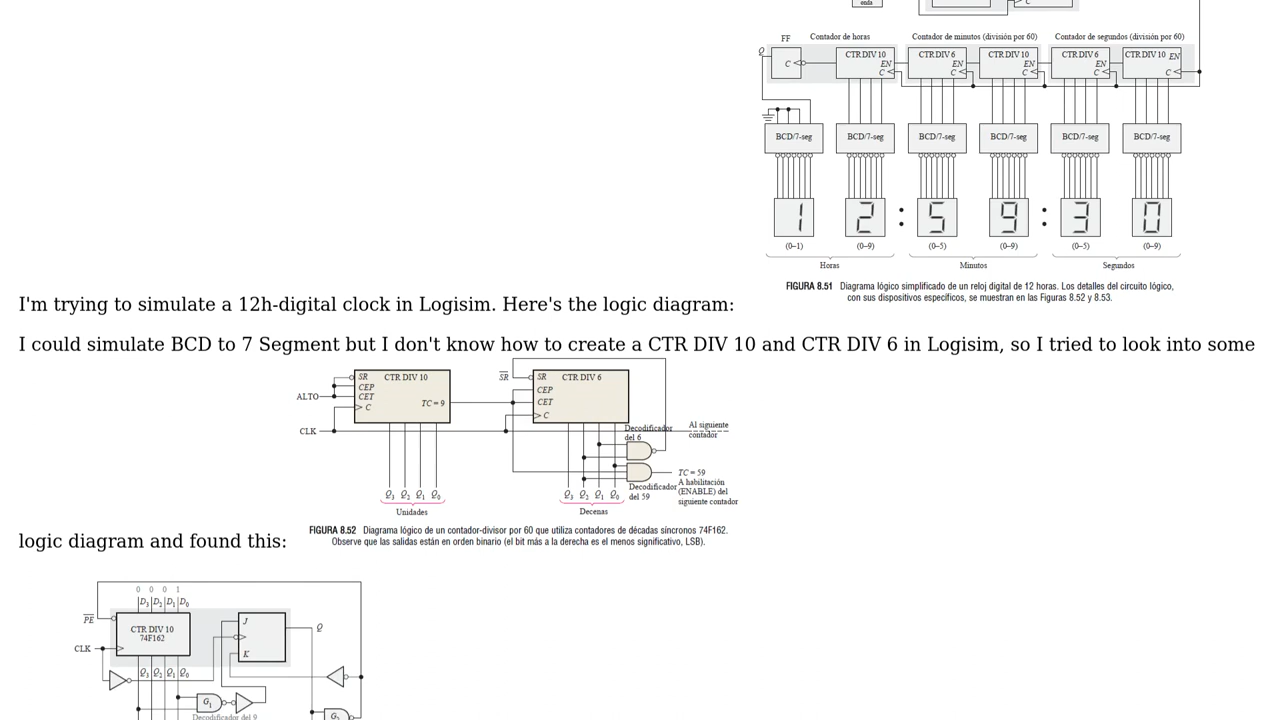 onda
C
FF
Contador de horas
Contador de minutos (división por 60)
Contador de segundos (división por 60)
Q
C
CTR DIV 10
EN
C
CTR DIV 6
EN
C
CTR DIV 10
EN
C
CTR DIV 6
EN
C
CTR DIV 10 EN
C
BCD/7-seg
BCD/7-seg
BCD/7-seg
BCD/7-seg
BCD/7-seg
BCD/7-seg
1 2 : 5 9 : 3 0
(0–1) (0–9) (0–5) (0–9) (0–5) (0–9)
Horas Minutos Segundos
FIGURA 8.51 Diagrama lógico simplificado de un reloj digital de 12 horas. Los detalles del circuito lógico,
con sus dispositivos específicos, se muestran en las Figuras 8.52 y 8.53.
I'm trying to simulate a 12h-digital clock in Logisim. Here's the logic diagram:
I could simulate BCD to 7 Segment but I don't know how to create a CTR DIV 10 and CTR DIV 6 in Logisim, so I tried to look into some
ALTO
CLK
SR CTR DIV 10
CEP
CET
C
TC = 9
SR
SR CTR DIV 6
CEP
CET
C
Decodificador
del 6
Al siguiente
contador
TC = 59
A habilitación
(ENABLE) del
siguiente contador
Decodificador
del 59
Q3 Q2 Q1 Q0
Unidades
Q3 Q2 Q1 Q0
Decenas
FIGURA 8.52 Diagrama lógico de un contador-divisor por 60 que utiliza contadores de décadas síncronos 74F162.
Observe que las salidas están en orden binario (el bit más a la derecha es el menos significativo, LSB).
logic diagram and found this:
0 0 0 1
D3 D2 D1 D0
PE
CTR DIV 10
74F162
CLK
J
K
Q
Q3 Q2 Q1 Q0
G1
Decodificador del 9